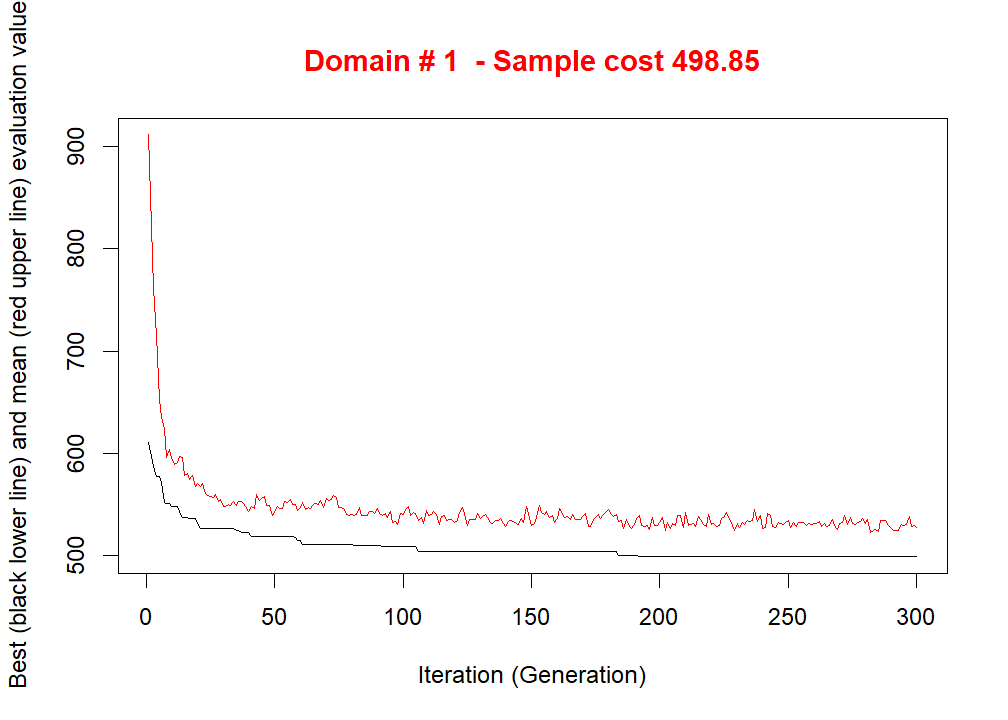 Domain # 1  - Sample cost 498.85
Best (black lower line) and mean (red upper line) evaluation value
900
800
700
600
500
0 50 100 150 200 250 300
Iteration (Generation)